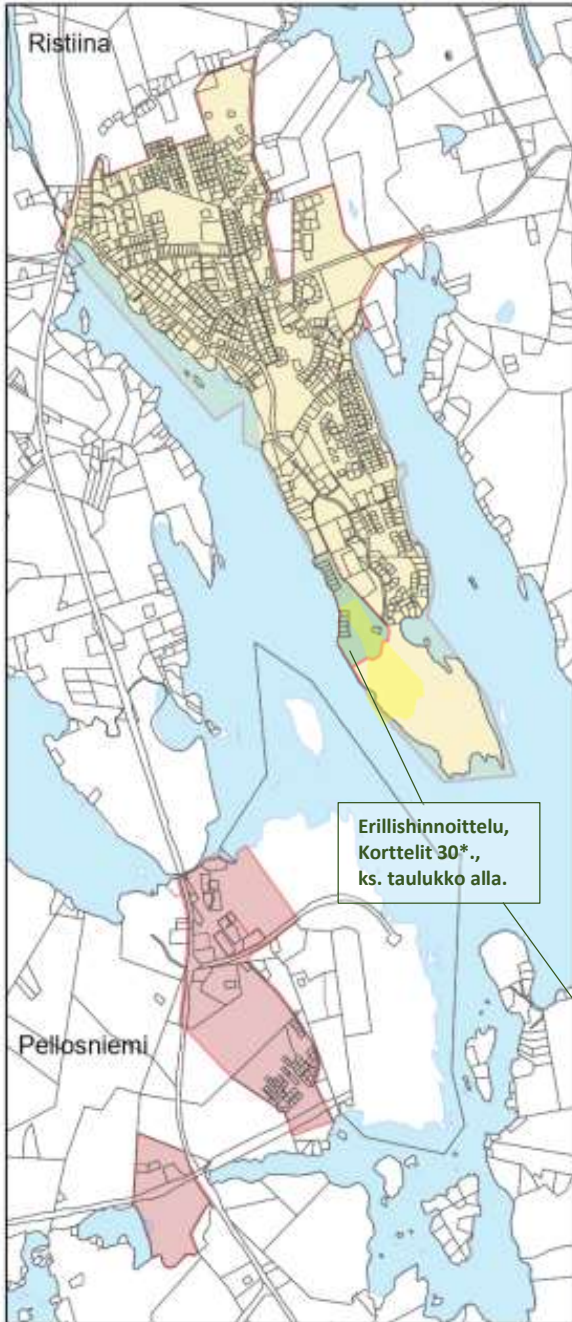 Ristiina
Erillishinnoittelu,
Korttelit 30*.,
ks. taulukko alla.
Pellosniemi